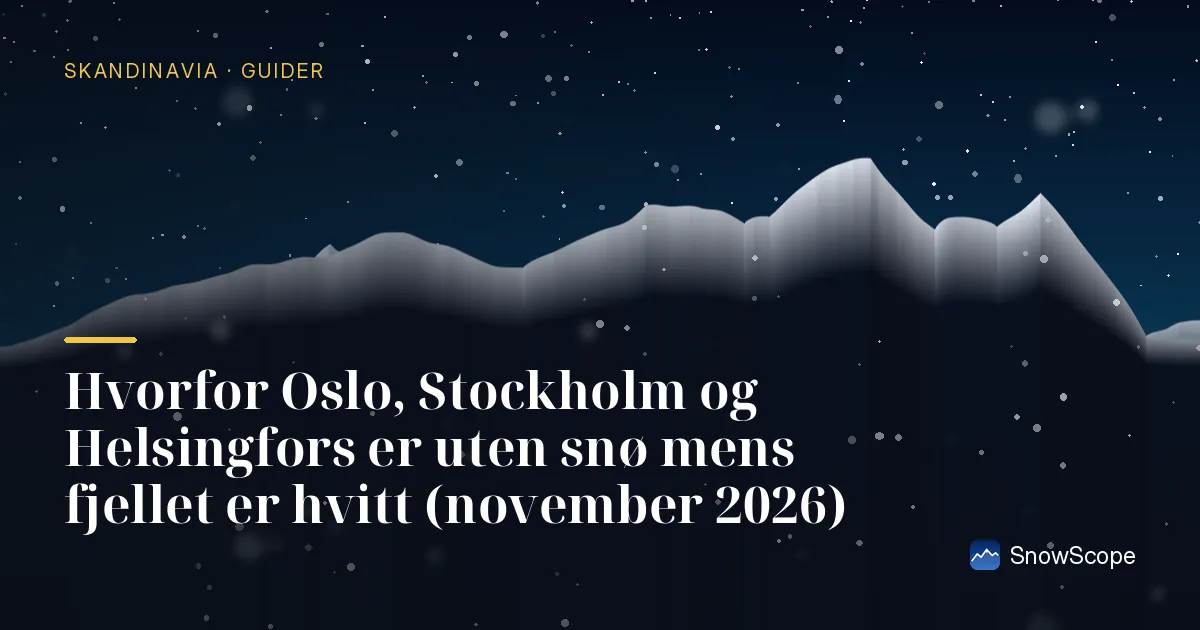 SKANDINAVIA · GUIDER
Hvorfor Oslo, Stockholm og
Helsingfors er uten snø mens
fjellet er hvitt (november 2026)
SnowScope